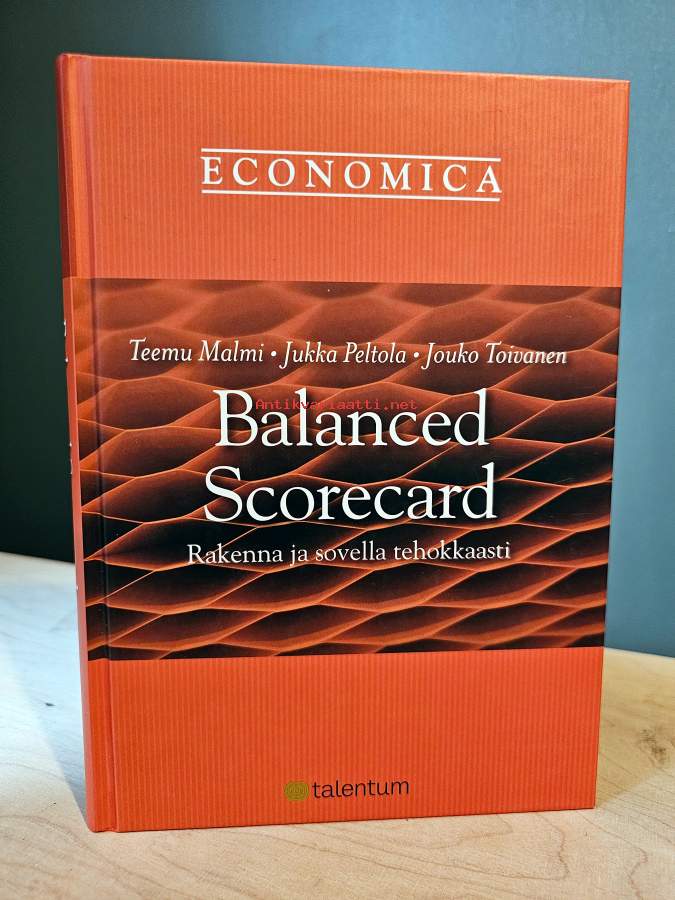 ECONOMICA
Teemu Malmi • Jukka Peltola • Jouko Toivanen
Antikvariaatti.net
Balanced
Scorecard
Rakenna ja sovella tehokkaasti
talentum